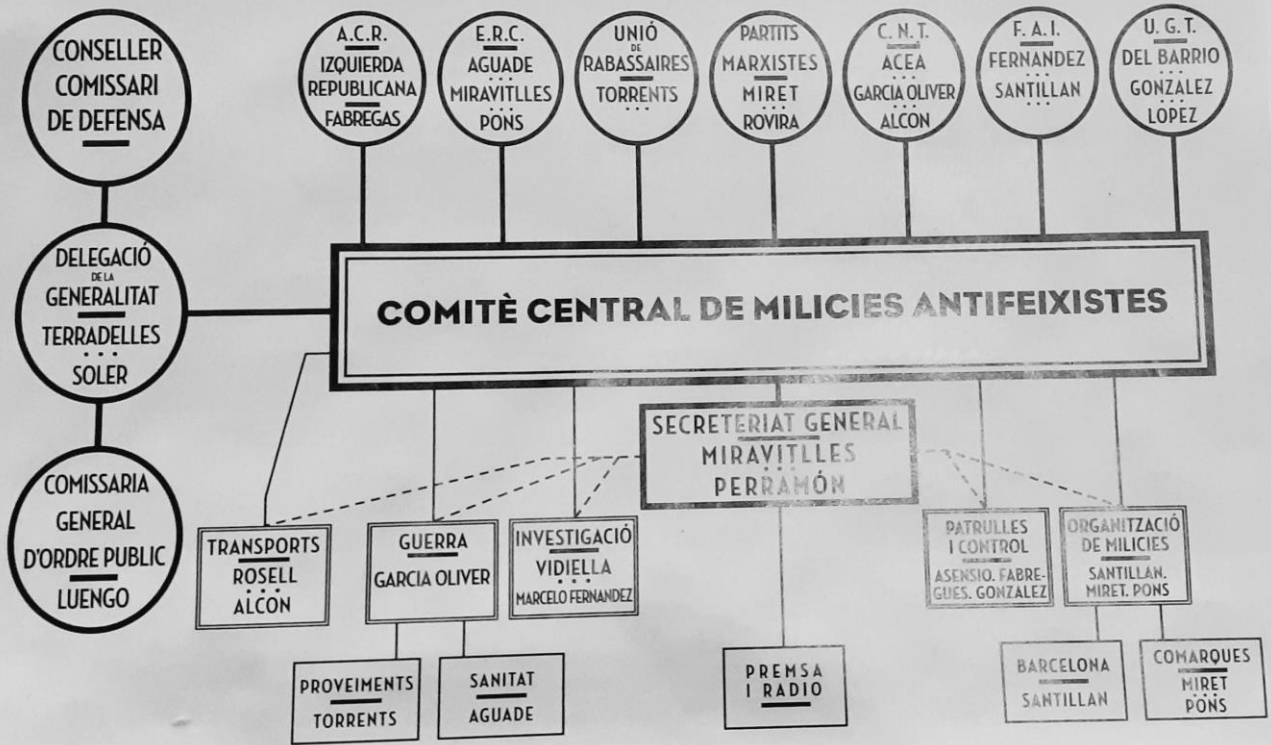 CONSELLER
COMISSARI
DE DEFENSA
A.C.R.
IZQUIERDA
REPUBLICANA
FABREGAS
E.R.C.
AGUADE
MIRAVITLLES
PONS
UNIÓ
DE
RABASSAIRES
TORRENTS
PARTITS
MARXISTES
MIRET
ROVIRA
C.N.T.
ACEA
GARCIA OLIVER
ALCON
F.A.I.
FERNANDEZ
SANTILLAN
U.G.T.
DEL BARRIO
GONZALEZ
LOPEZ
DELEGACIÓ
DE LA
GENERALITAT
TERRADELLES
SOLER
COMITÈ CENTRAL DE MILICIES ANTIFEIXISTES
SECRETERIAT GENERAL
MIRAVITLLES
PERRAMÓN
COMISSARIA
GENERAL
D'ORDRE PUBLIC
LUENGO
TRANSPORTS
ROSELL
ALCÓN
GUERRA
GARCIA OLIVER
INVESTIGACIÓ
VIDIELLA
MARCELO FERNANDEZ
PATRULLES
I CONTROL
ASENSIO. FABRE-
GUES. GONZALEZ
ORGANITZACIÓ
DE MILICIES
SANTILLAN.
MIRET. PONS
PROVEIMENTS
TORRENTS
SANITAT
AGUADE
PREMSA
I RADIO
BARCELONA
SANTILLAN
COMARQUES
MIRET
PONS